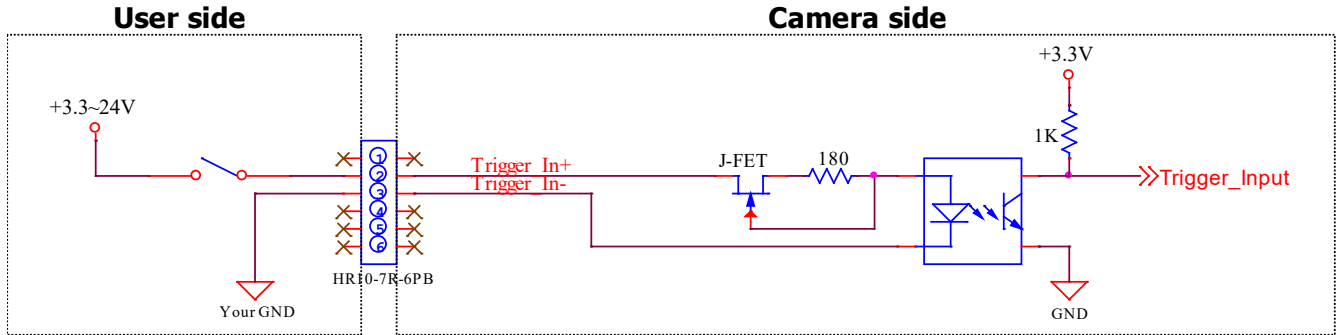 User side
Camera side
+3.3V
+3.3~24V
1K
1
2
3
4
5
6
Trigger_In+
Trigger_In-
J-FET
180
Trigger_Input
HR10-7R-6PB
Your GND
GND